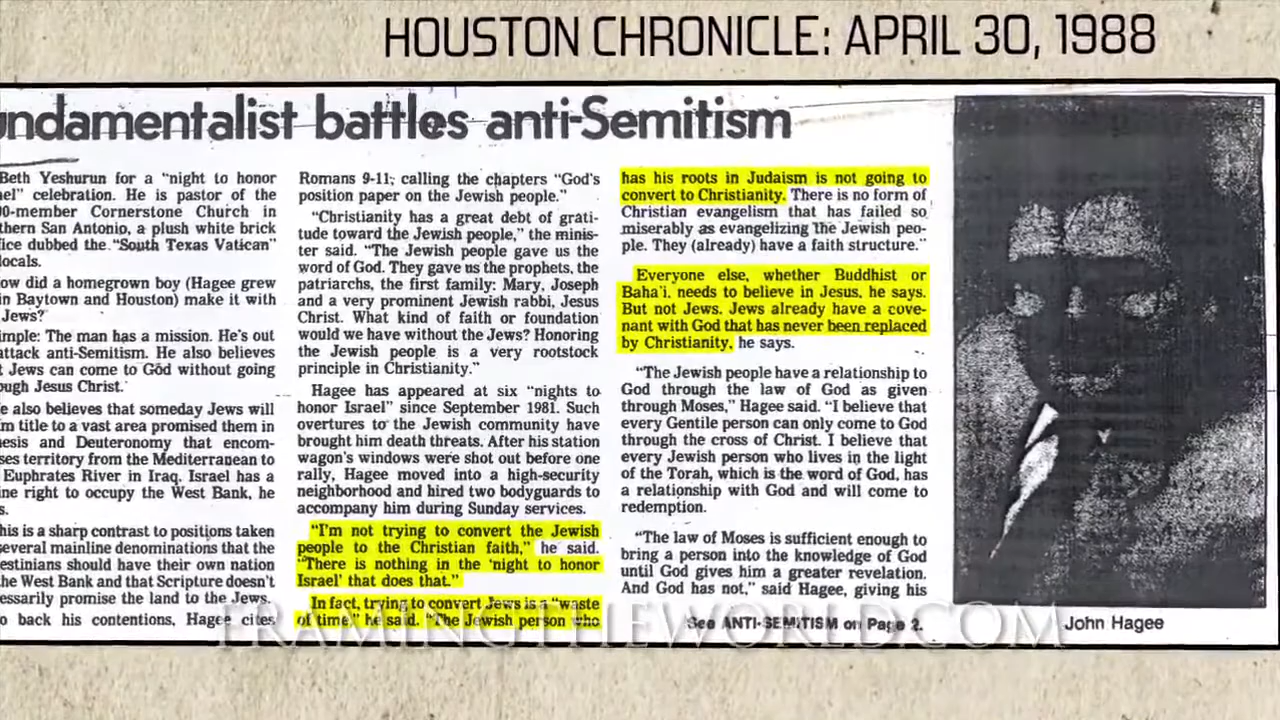 HOUSTON CHRONICLE: APRIL 30, 1988
undamentalist battles anti-Semitism
Beth Yeshurun for a "night to honor
el" celebration. He is pastor of the
0-member Cornerstone Church in
thern San Antonio, a plush white brick
fice dubbed the "South Texas Vatican"
locals.
ow did a homegrown boy (Hagee grew
in Baytown and Houston) make it with
Jews?
imple: The man has a mission. He's out
attack anti-Semitism. He also believes
t Jews can come to God without going
ough Jesus Christ.
e also believes that someday Jews will
m title to a vast area promised them in
esis and Deuteronomy that encom-
ses territory from the Mediterranean to
Euphrates River in Iraq. Israel has a
ine right to occupy the West Bank, he
s.
his is a sharp contrast to positions taken
several mainline denominations that the
estinians should have their own nation
he West Bank and that Scripture doesn't
essarily promise the land to the Jews.
o back his contentions, Hagee cites
Romans 9-11, calling the chapters "God's
position paper on the Jewish people."
"Christianity has a great debt of grati-
tude toward the Jewish people," the minis-
ter said. "The Jewish people gave us the
word of God. They gave us the prophets, the
patriarchs, the first family: Mary, Joseph
and a very prominent Jewish rabbi, Jesus
Christ. What kind of faith or foundation
would we have without the Jews? Honoring
the Jewish people is a very rootstock
principle in Christianity."
Hagee has appeared at six "nights to
honor Israel" since September 1981. Such
overtures to the Jewish community have
brought him death threats. After his station
wagon's windows were shot out before one
rally, Hagee moved into a high-security
neighborhood and hired two bodyguards to
accompany him during Sunday services.
"I'm not trying to convert the Jewish
people to the Christian faith," he said.
"There is nothing in the 'night to honor
Israel' that does that."
In fact, trying to convert Jews is a "waste
of time," he said. "The Jewish person who
has his roots in Judaism is not going to
convert to Christianity. There is no form of
Christian evangelism that has failed so
miserably as evangelizing the Jewish peo-
ple. They (already) have a faith structure."
Everyone else, whether Buddhist or
Baha'i, needs to believe in Jesus, he says.
But not Jews. Jews already have a cove-
nant with God that has never been replaced
by Christianity, he says.
"The Jewish people have a relationship to
God through the law of God as given
through Moses," Hagee said. "I believe that
every Gentile person can only come to God
through the cross of Christ. I believe that
every Jewish person who lives in the light
of the Torah, which is the word of God, has
a relationship with God and will come to
redemption.
"The law of Moses is sufficient enough to
bring a person into the knowledge of God
until God gives him a greater revelation.
And God has not," said Hagee, giving his
See ANTI-SEMITISM on Page 2.
John Hagee
FRAMINGTHEWORLD.COM